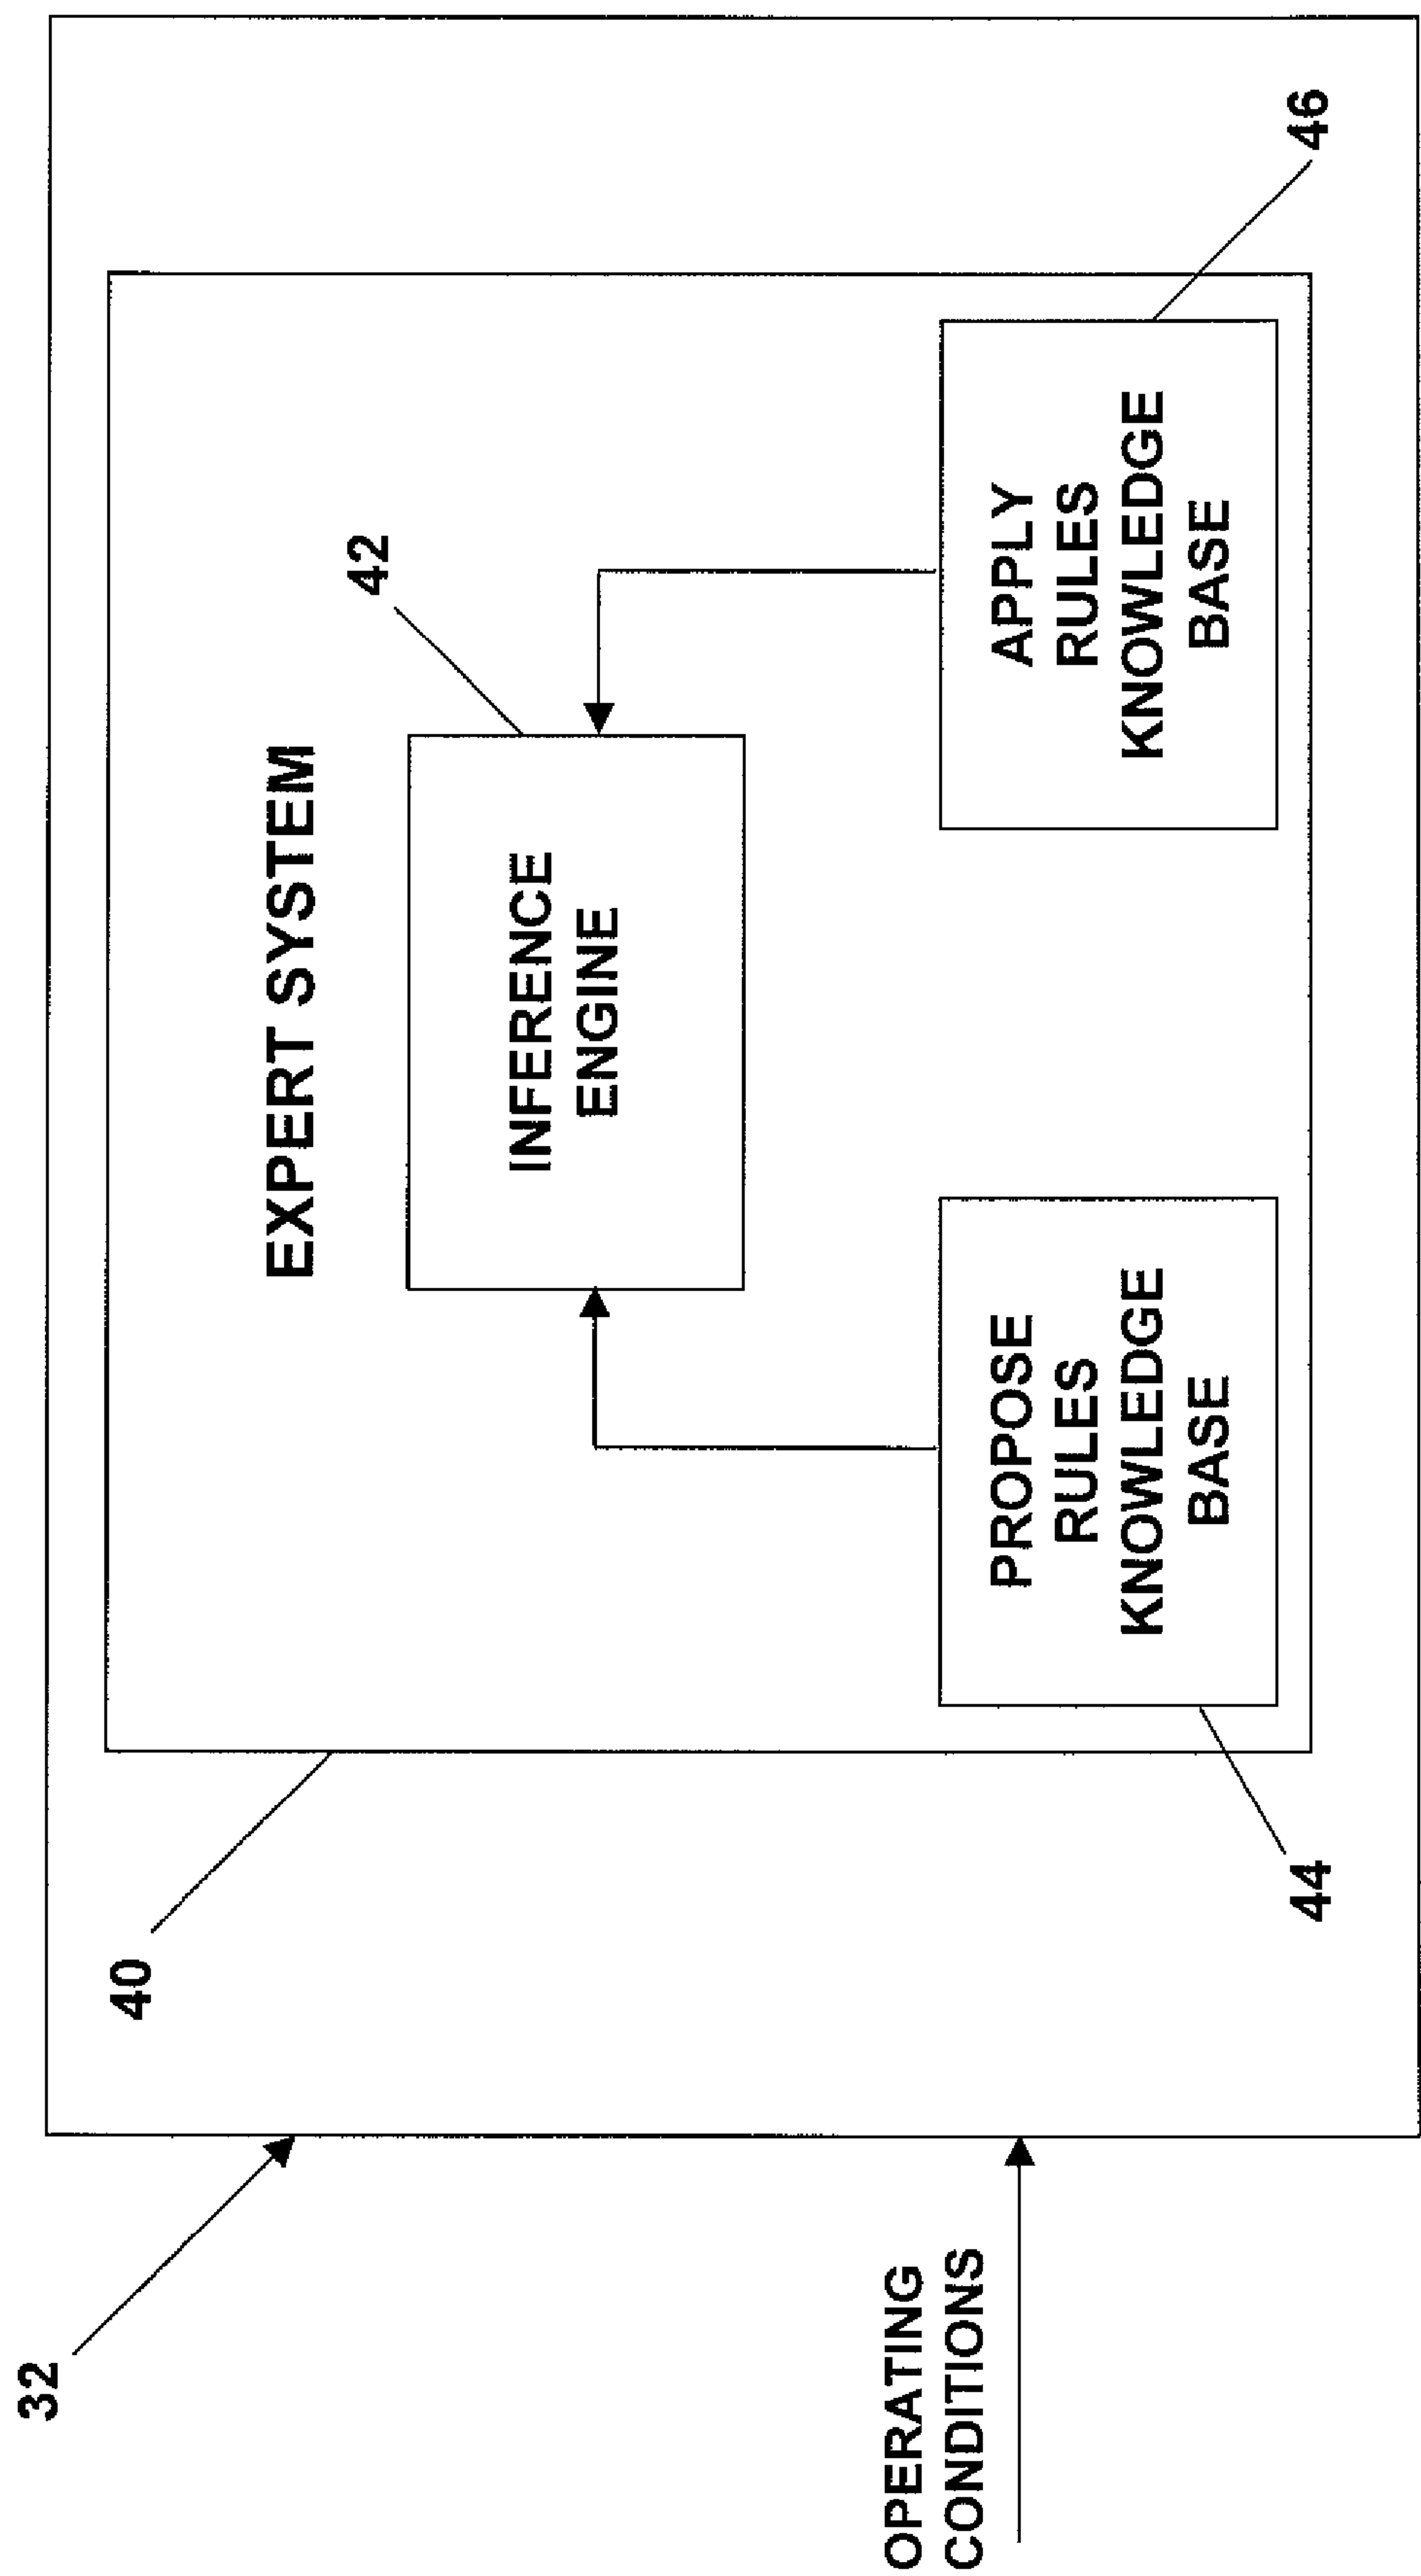 32
40
EXPERT SYSTEM
42
INFERENCE
ENGINE
OPERATING
CONDITIONS
PROPOSE
RULES
KNOWLEDGE
BASE
44
APPLY
RULES
KNOWLEDGE
BASE
46